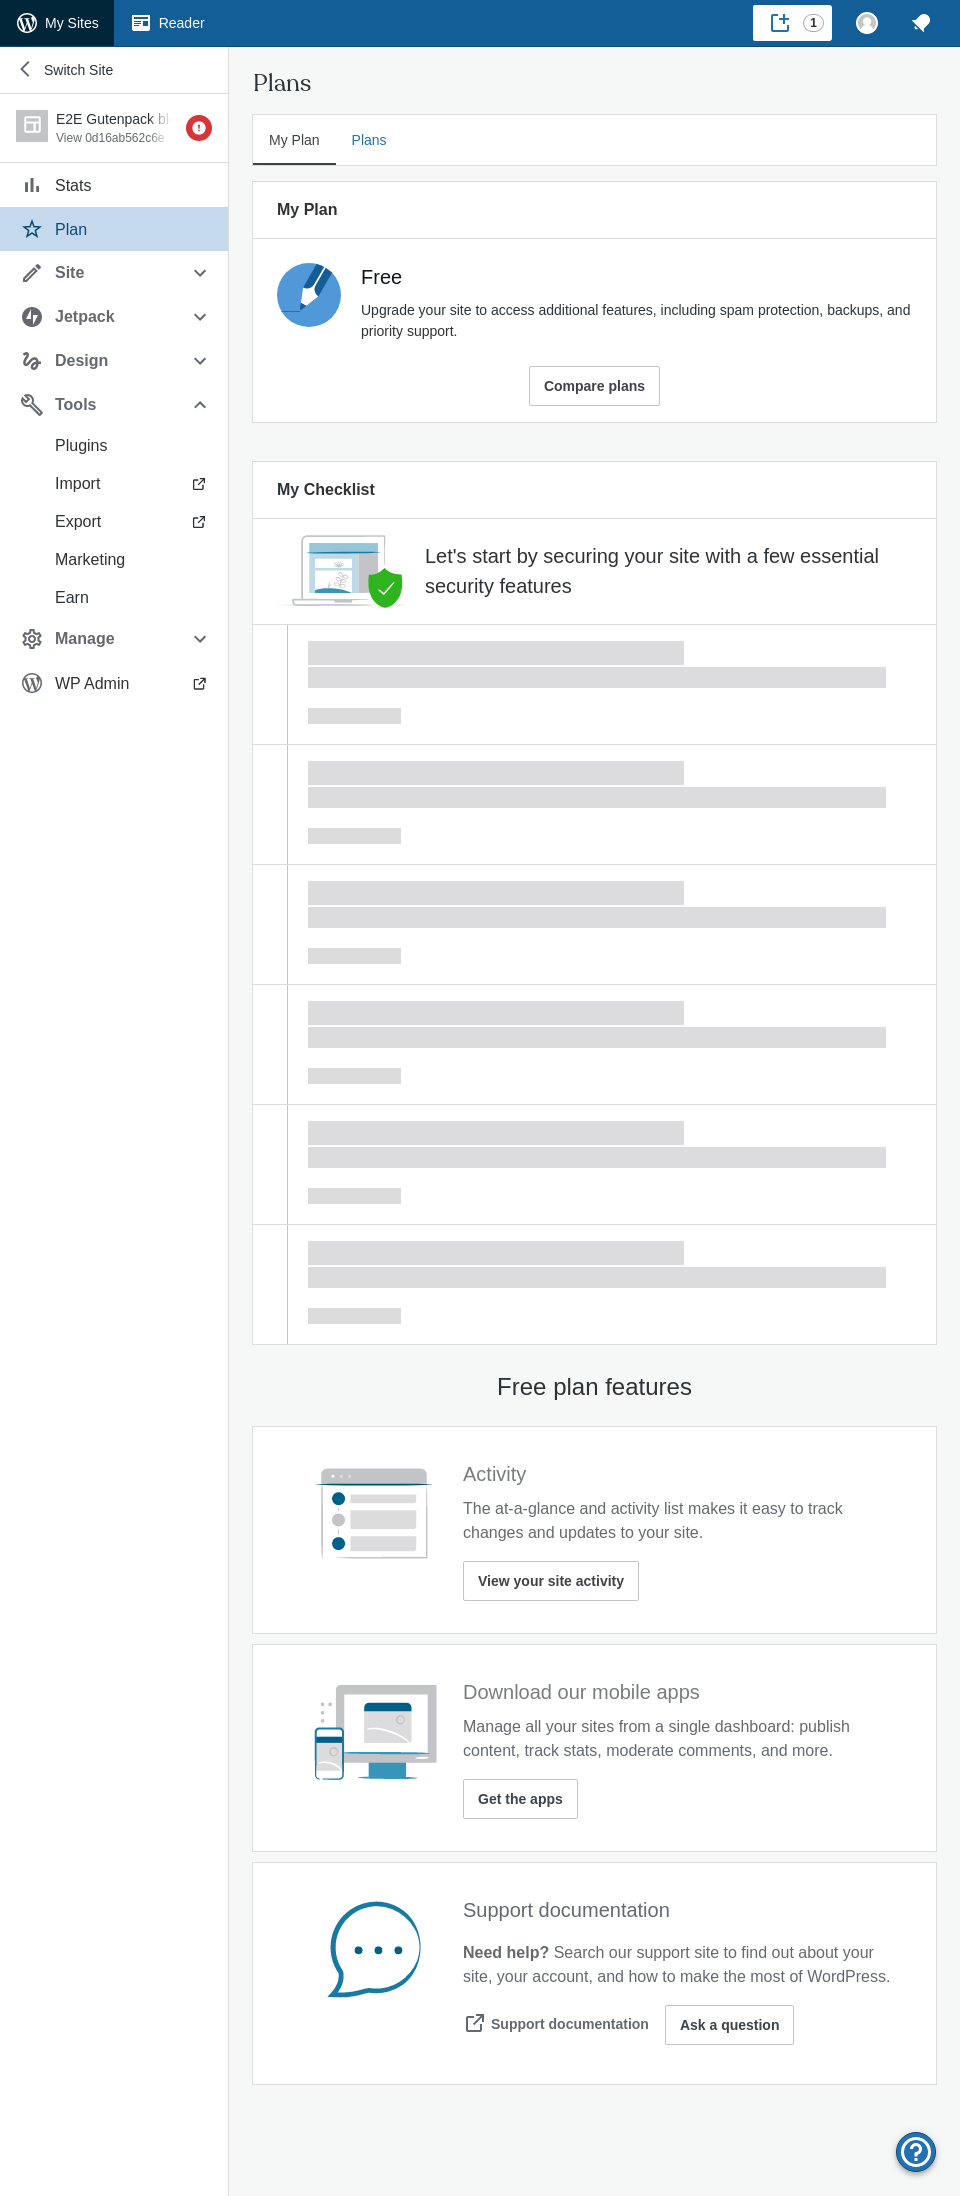 My Sites
Reader
1
Switch Site
E2E Gutenpack bl
View 0d16ab562c6e
Stats
Plan
Site
Jetpack
Design
Tools
Plugins
Import
Export
Marketing
Earn
Manage
WP Admin
Plans
My Plan
Plans
My Plan
Free
Upgrade your site to access additional features, including spam protection, backups, and
priority support.
Compare plans
My Checklist
Let's start by securing your site with a few essential
security features
Free plan features
Activity
The at-a-glance and activity list makes it easy to track
changes and updates to your site.
View your site activity
Download our mobile apps
Manage all your sites from a single dashboard: publish
content, track stats, moderate comments, and more.
Get the apps
Support documentation
Need help? Search our support site to find out about your
site, your account, and how to make the most of WordPress.
Support documentation
Ask a question